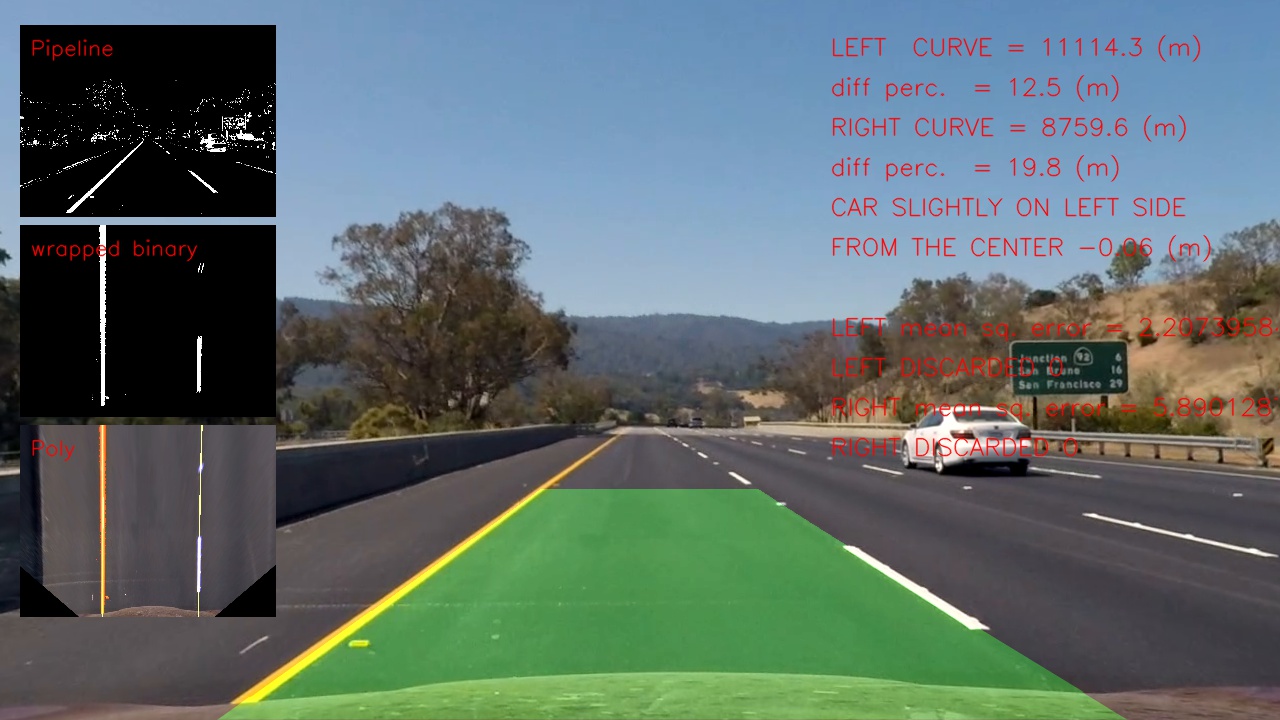 Pipeline
wrapped binary
Poly
LEFT CURVE = 11114.3 (m)
diff perc. = 12.5 (m)
RIGHT CURVE = 8759.6 (m)
diff perc. = 19.8 (m)
CAR SLIGHTLY ON LEFT SIDE
FROM THE CENTER -0.06 (m)
LEFT mean sq. error = 2.2073958
LEFT DISCARDED 0
RIGHT mean sq. error = 5.890128
RIGHT DISCARDED 0
Junction 92 6
San Bruno 16
San Francisco 29